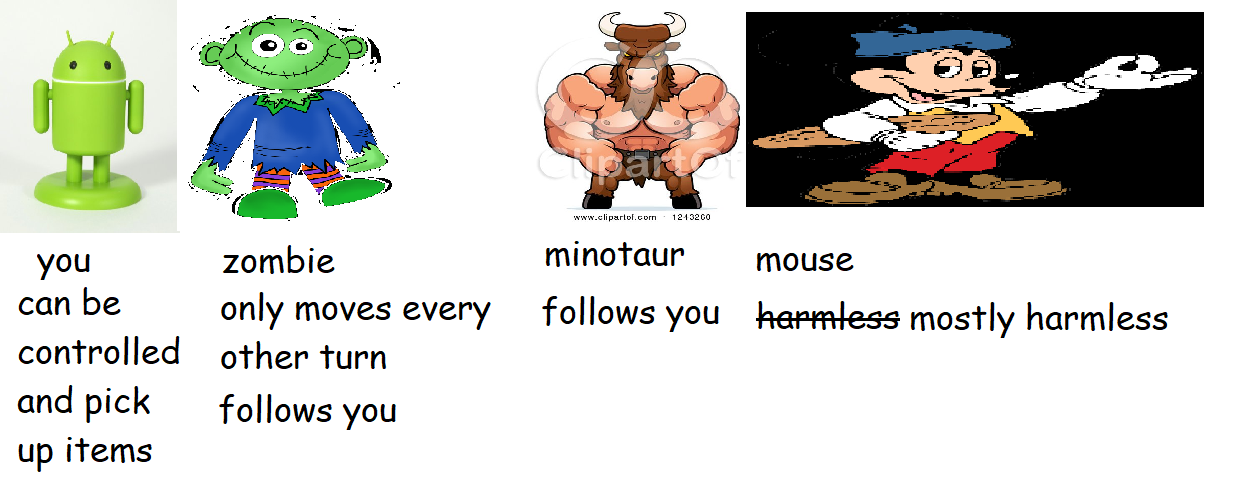 ClipartOf
www.clipartof.com · 1243260
you
can be
controlled
and pick
up items
zombie
only moves every
other turn
follows you
minotaur
follows you
mouse
harmless mostly harmless